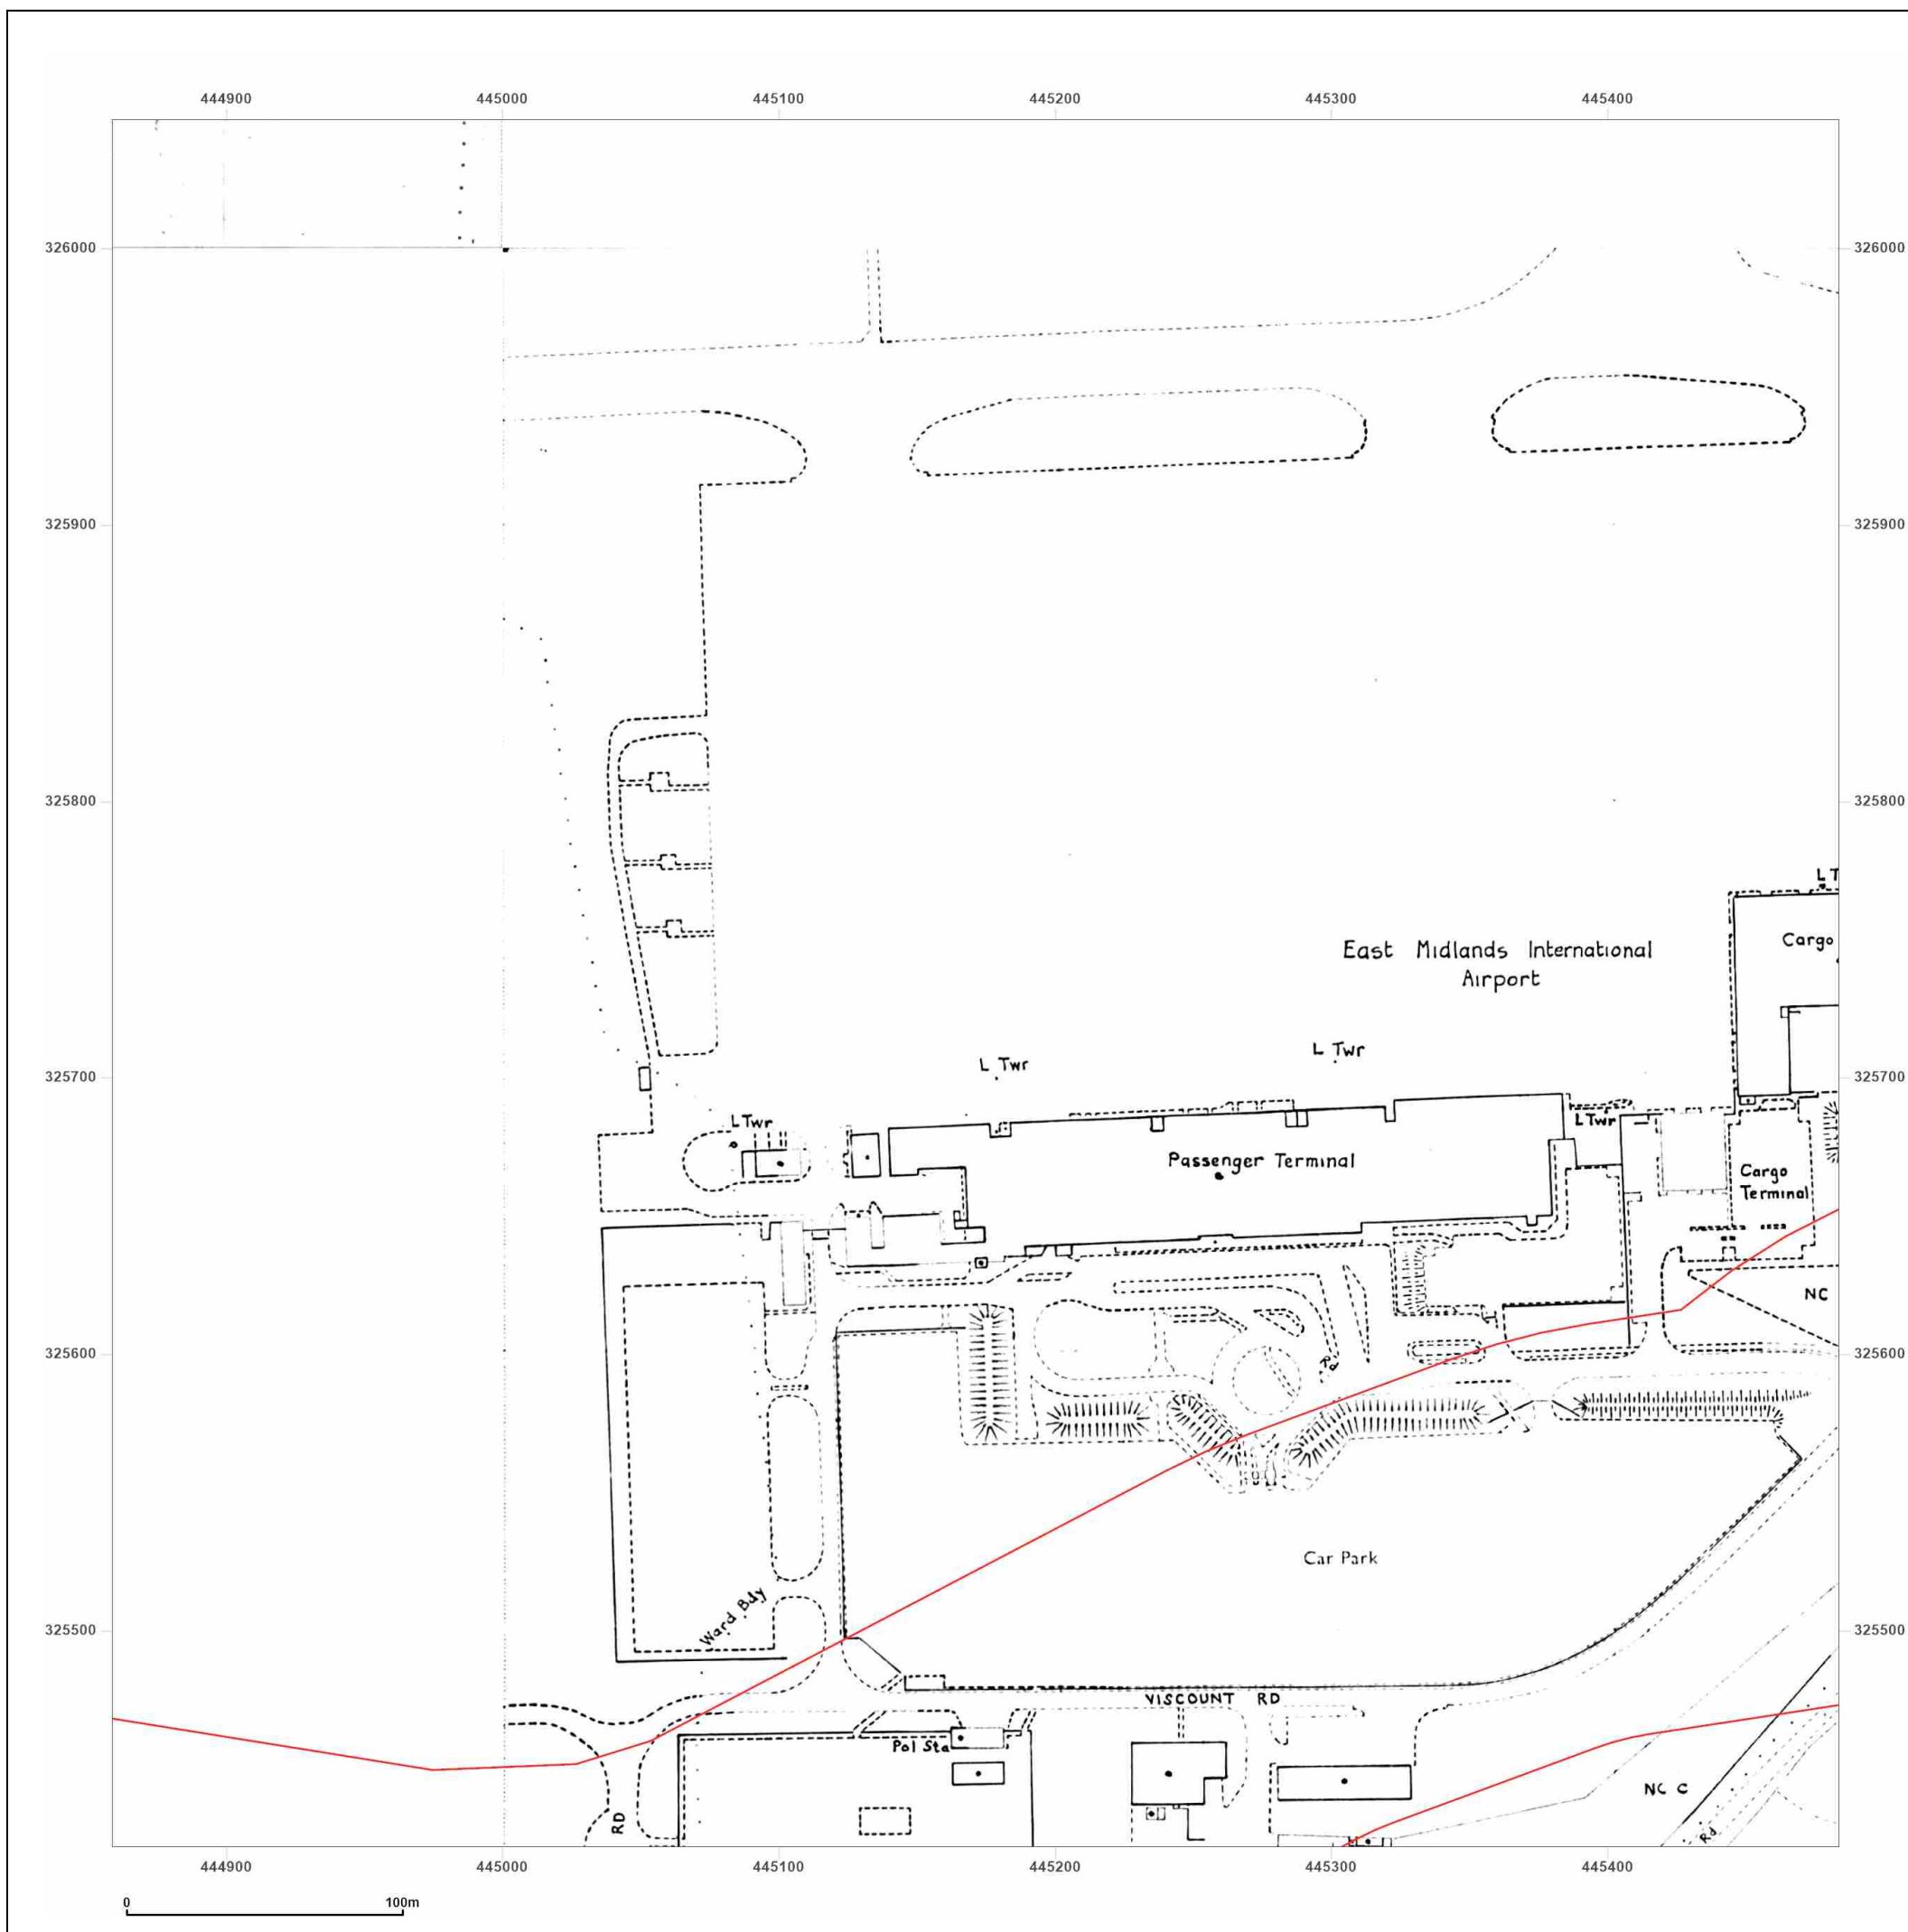 444900 445000 445100 445200 445300 445400
326000 326000
325900 325900
325800 325800
L T
Cargo
East Midlands International
Airport
325700 325700
L Twr
L Twr
L Twr
L Twr
Passenger Terminal
Cargo
Terminal
NC
325600 325600
Rd
Car Park
Ward Bdy
325500 325500
VISCOUNT RD
Pol Sta
NC C
RD
Rd
444900 445000 445100 445200 445300 445400
0 100m